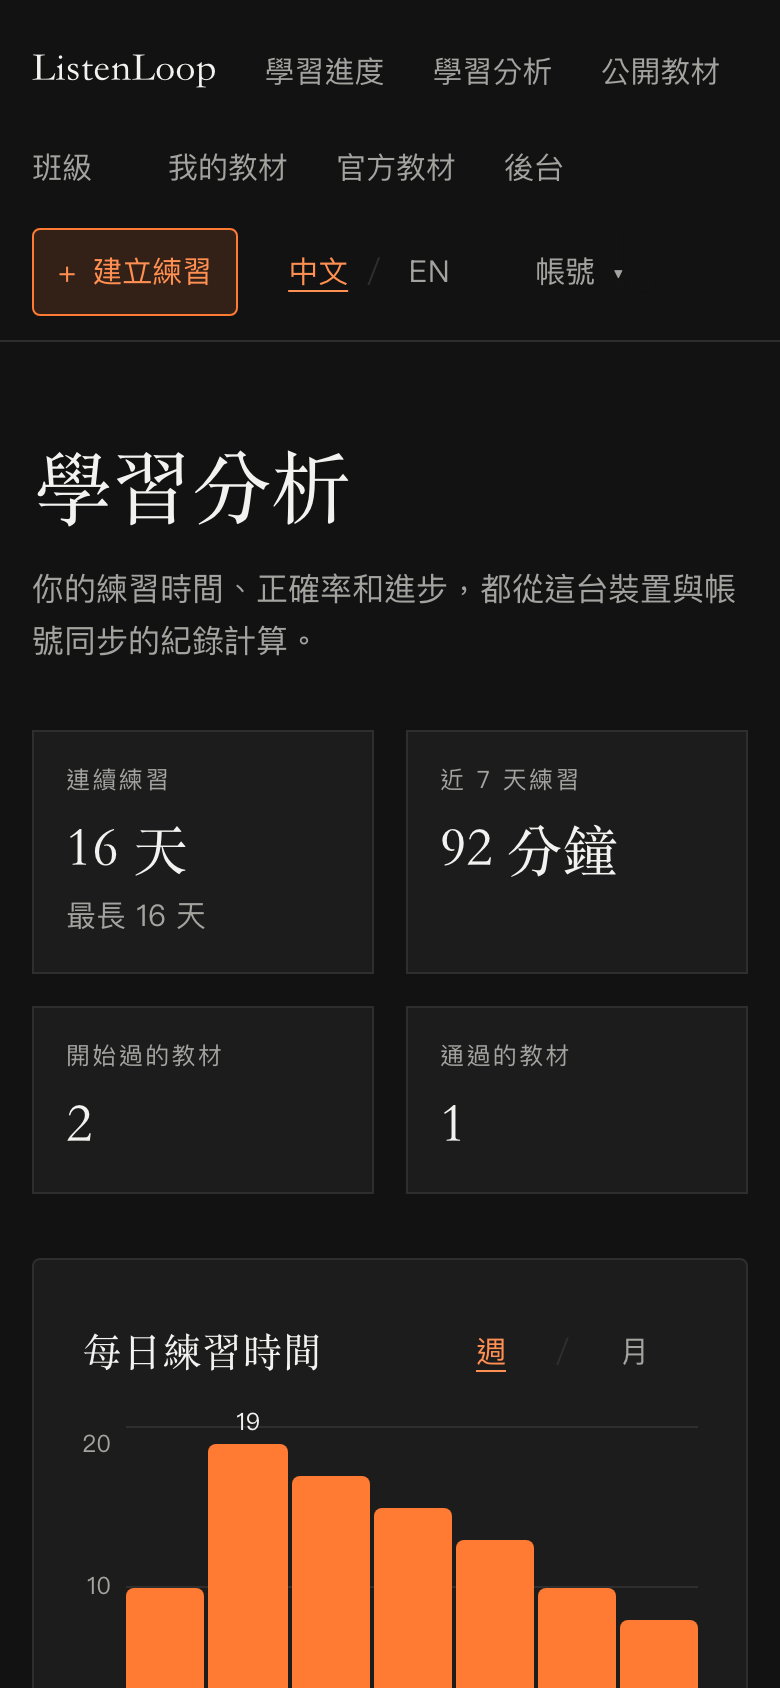 ListenLoop 學習進度 學習分析 公開教材
班級 我的教材 官方教材 後台
+ 建立練習 中文 / EN 帳號 ▾
學習分析
你的練習時間、正確率和進步，都從這台裝置與帳
號同步的紀錄計算。
連續練習
16 天
最長 16 天
近 7 天練習
92 分鐘
開始過的教材
2
通過的教材
1
每日練習時間 週 / 月
19
20
10